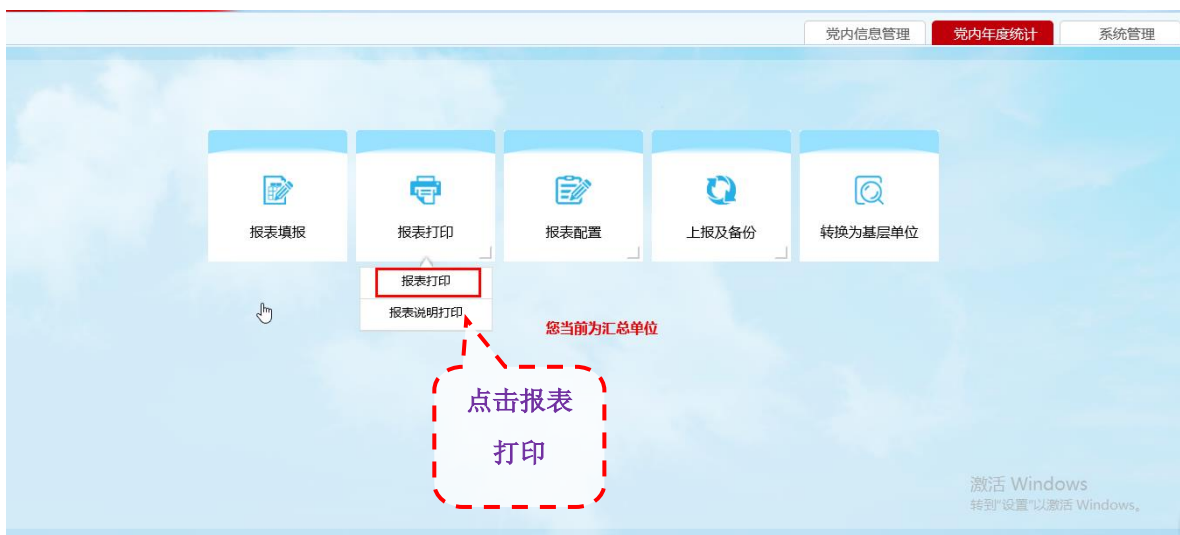 党内信息管理 党内年度统计 系统管理
报表填报 报表打印 报表配置 上报及备份 转换为基层单位
报表打印
报表说明打印
您当前为汇总单位
点击报表
打印
激活 Windows
转到"设置"以激活 Windows。